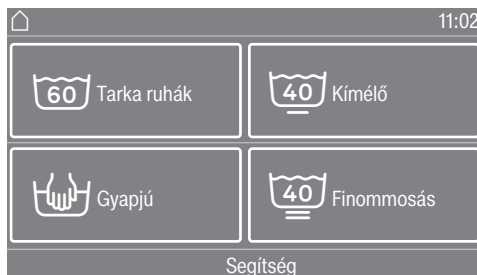 11:02
60 Tarka ruhák
40 Kímélő
Gyapjú
40 Finommosás
Segítség